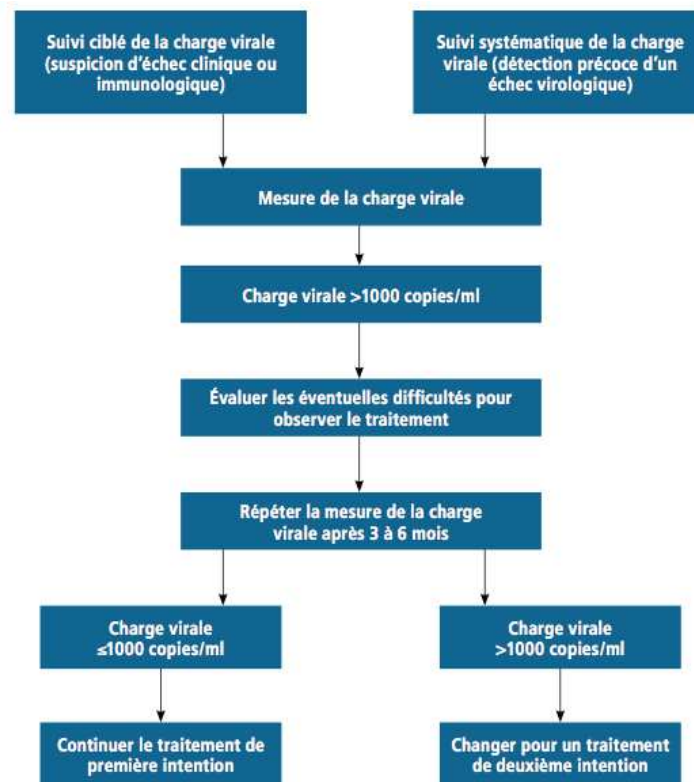 Suivi ciblé de la charge virale
(suspicion d'échec clinique ou
immunologique)
Suivi systématique de la charge
virale (détection précoce d'un
échec virologique)
Mesure de la charge virale
Charge virale >1000 copies/ml
Évaluer les éventuelles difficultés pour
observer le traitement
Répéter la mesure de la charge
virale après 3 à 6 mois
Charge virale
≤1000 copies/ml
Charge virale
>1000 copies/ml
Continuer le traitement de
première intention
Changer pour un traitement
de deuxième intention